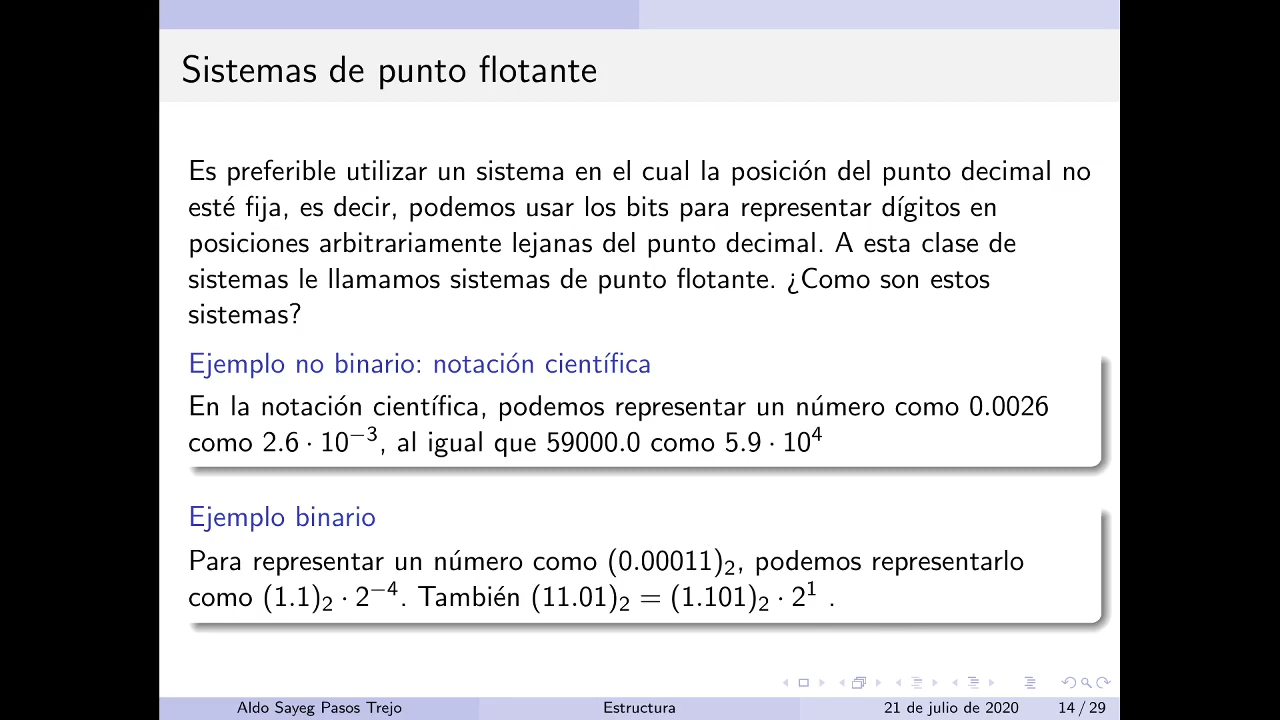 Sistemas de punto flotante
Es preferible utilizar un sistema en el cual la posición del punto decimal no
esté fija, es decir, podemos usar los bits para representar dígitos en
posiciones arbitrariamente lejanas del punto decimal. A esta clase de
sistemas le llamamos sistemas de punto flotante. ¿Como son estos
sistemas?
Ejemplo no binario: notación científica
En la notación científica, podemos representar un número como 0.0026
como 2.6 · 10⁻³, al igual que 59000.0 como 5.9 · 10⁴
Ejemplo binario
Para representar un número como (0.00011)₂, podemos representarlo
como (1.1)₂ · 2⁻⁴. También (11.01)₂ = (1.101)₂ · 2¹ .
Aldo Sayeg Pasos Trejo Estructura 21 de julio de 2020 14 / 29